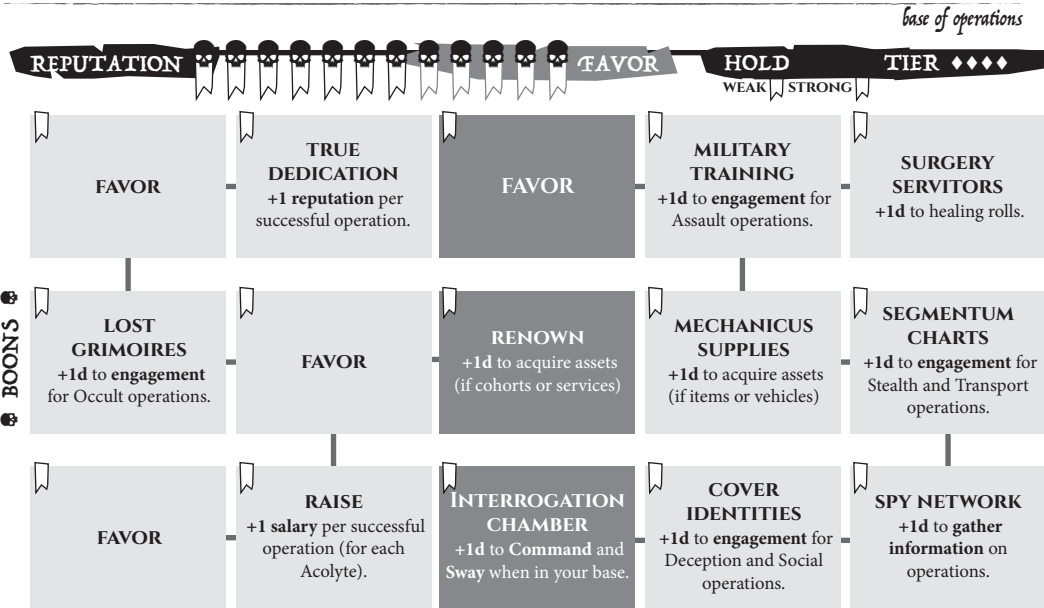 base of operations
REPUTATION
FAVOR
HOLD
TIER
WEAK
STRONG
BOONS
FAVOR
TRUE
DEDICATION
+1 reputation per
successful operation.
FAVOR
MILITARY
TRAINING
+1d to engagement for
Assault operations.
SURGERY
SERVITORS
+1d to healing rolls.
LOST
GRIMOIRES
+1d to engagement
for Occult operations.
FAVOR
RENOWN
+1d to acquire assets
(if cohorts or services)
MECHANICUS
SUPPLIES
+1d to acquire assets
(if items or vehicles)
SEGMENTUM
CHARTS
+1d to engagement for
Stealth and Transport
operations.
FAVOR
RAISE
+1 salary per successful
operation (for each
Acolyte).
INTERROGATION
CHAMBER
+1d to Command and
Sway when in your base.
COVER
IDENTITIES
+1d to engagement for
Deception and Social
operations.
SPY NETWORK
+1d to gather
information on
operations.